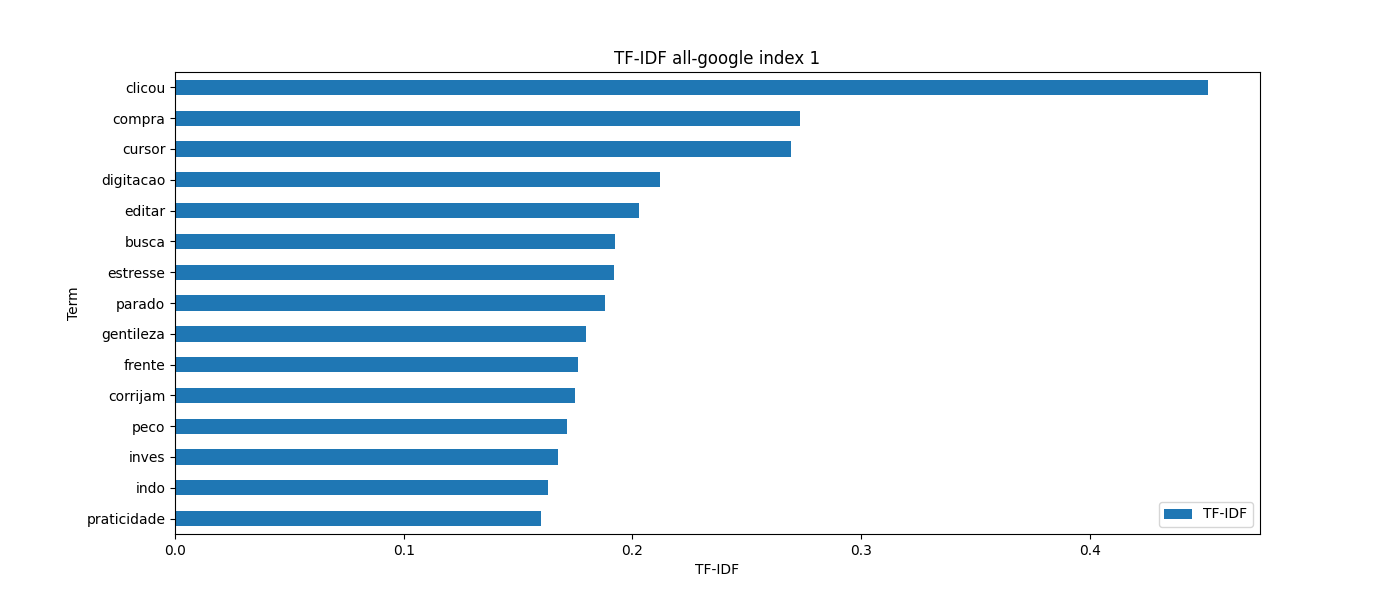 TF-IDF all-google index 1
Term
clicou
compra
cursor
digitacao
editar
busca
estresse
parado
gentileza
frente
corrijam
peco
inves
indo
praticidade
TF-IDF
0.0 0.1 0.2 0.3 0.4
TF-IDF